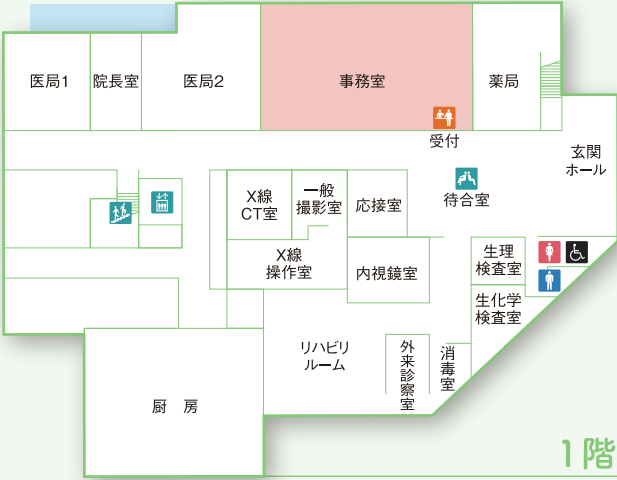 医局1
院長室
医局2
事務室
薬局
受付
玄関
ホール
待合室
X線
CT室
一般
撮影室
応接室
X線
操作室
内視鏡室
生理
検査室
生化学
検査室
リハビリ
ルーム
外来診察室
消毒室
厨　房
1階